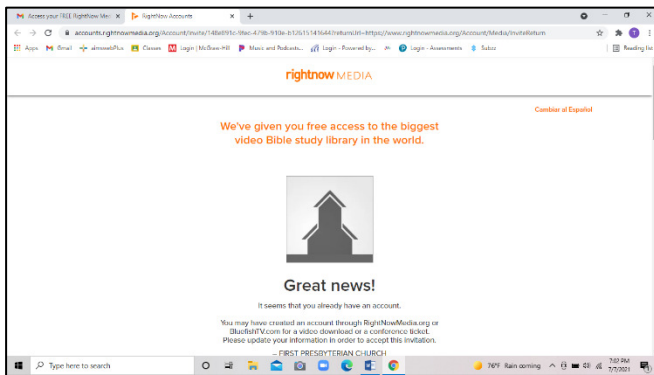 Access your FREE RightNow Med
RightNow Accounts
accounts.rightnowmedia.org/Account/Invite/
Apps
Gmail
aimswebPlus
Classes
Login | McGraw-Hill
Music and Podcasts...
Login - Powered by...
Login - Assessments
Reading list
rightnow MEDIA
Cambiar al Español
We've given you free access to the biggest
video Bible study library in the world.
Great news!
It seems that you already have an account.
You may have created an account through RightNowMedia.org or
BluefishTV.com for a video download or a conference ticket.
Please update your information in order to accept this invitation.
– FIRST PRESBYTERIAN CHURCH
Type here to search
76°F Rain coming
7:02 PM
7/7/2021